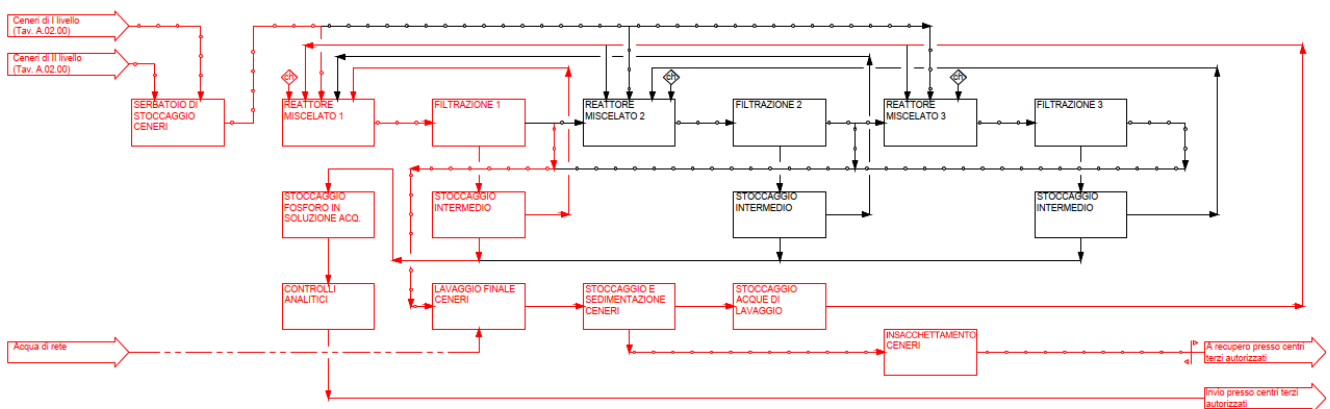 Ceneri di I livello
(Tav. A.02.00)
Ceneri di II livello
(Tav. A.02.00)
SERBATOIO DI
STOCCAGGIO
CENERI
ch
REATTORE
MISCELATO 1
FILTRAZIONE 1
ch
REATTORE
MISCELATO 2
FILTRAZIONE 2
ch
REATTORE
MISCELATO 3
FILTRAZIONE 3
STOCCAGGIO
FOSFORO IN
SOLUZIONE ACQ.
STOCCAGGIO
INTERMEDIO
STOCCAGGIO
INTERMEDIO
STOCCAGGIO
INTERMEDIO
CONTROLLI
ANALITICI
LAVAGGIO FINALE
CENERI
STOCCAGGIO E
SEDIMENTAZIONE
CENERI
STOCCAGGIO
ACQUE DI
LAVAGGIO
Acqua di rete
INSACCHETTAMENTO
CENERI
A recupero presso centri
terzi autorizzati
Invio presso centri terzi
autorizzati